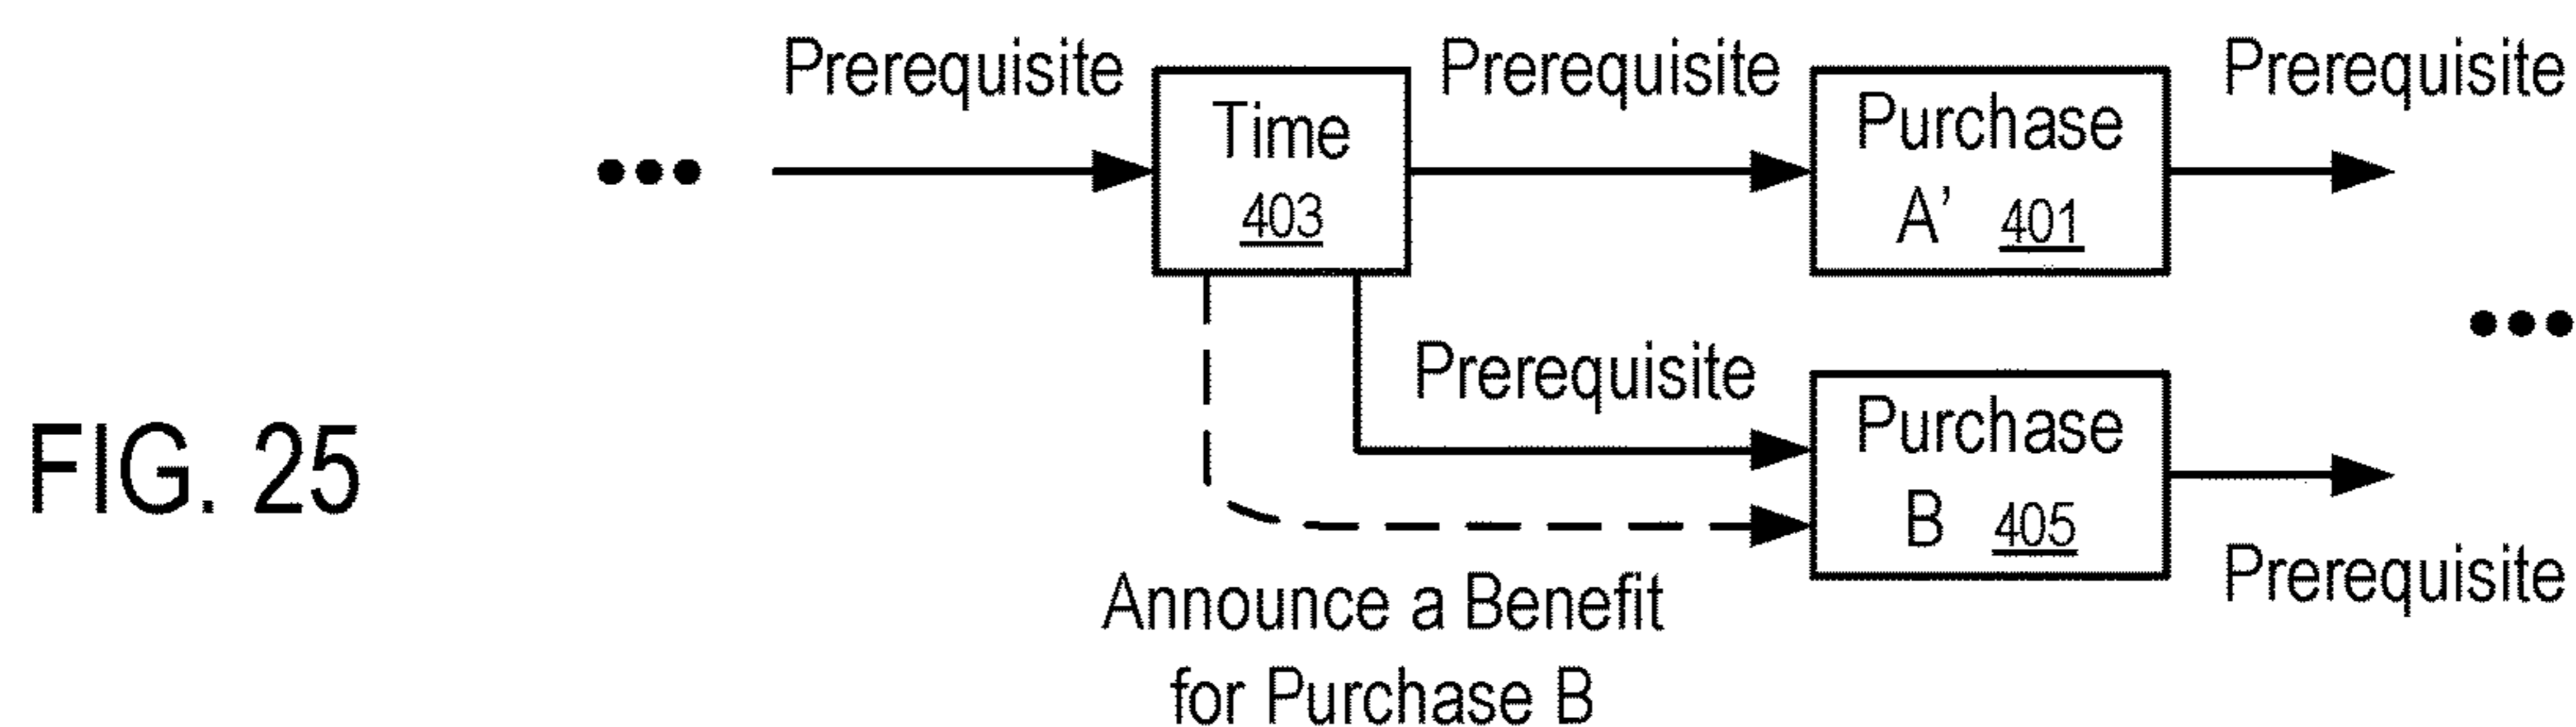 Prerequisite
Prerequisite
Prerequisite
Time
403
Purchase
A’ 401
Prerequisite
Purchase
B 405
Prerequisite
Announce a Benefit
for Purchase B
FIG. 25